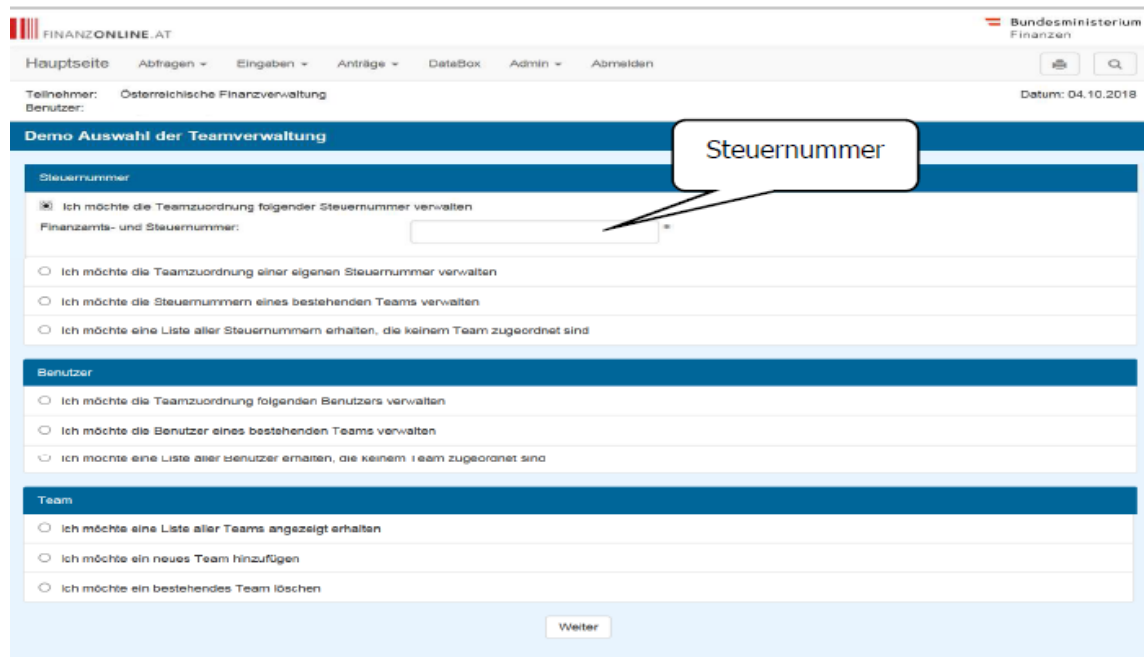 FINANZONLINE.AT
Bundesministerium
Finanzen
Hauptseite Abfragen Eingaben Anträge DataBox Admin Abmelden
Teilnehmer: Österreichische Finanzverwaltung Datum: 04.10.2018
Benutzer:
Demo Auswahl der Teamverwaltung
Steuernummer
Steuernummer
Ich möchte die Teamzuordnung folgender Steuernummer verwalten
Finanzamts- und Steuernummer: *
Ich möchte die Teamzuordnung einer eigenen Steuernummer verwalten
Ich möchte die Steuernummern eines bestehenden Teams verwalten
Ich möchte eine Liste aller Steuernummern erhalten, die keinem Team zugeordnet sind
Benutzer
Ich möchte die Teamzuordnung folgenden Benutzers verwalten
Ich möchte die Benutzer eines bestehenden Teams verwalten
Ich möchte eine Liste aller Benutzer erhalten, die keinem Team zugeordnet sind
Team
Ich möchte eine Liste aller Teams angezeigt erhalten
Ich möchte ein neues Team hinzufügen
Ich möchte ein bestehendes Team löschen
Weiter